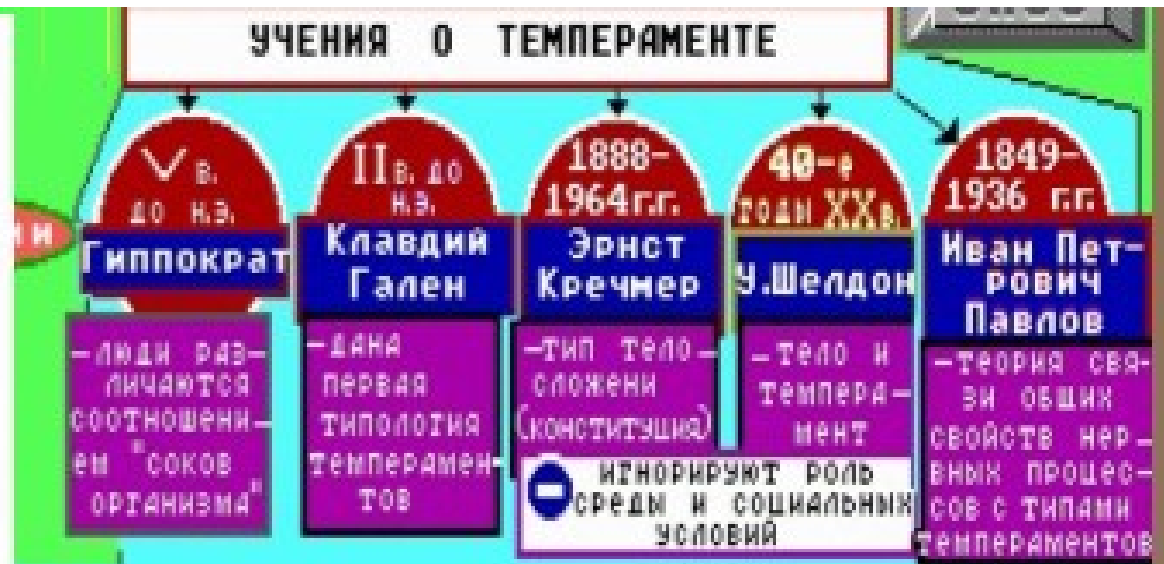 УЧЕНИЯ О ТЕМПЕРАМЕНТЕ
V в.
до н.э.
Гиппократ
-люди раз-
личаются
соотношени-
ем "соков
организма"
II в. до
н.э.
Клавдий
Гален
-дана
первая
типология
темперамен-
тов
1888-
1964г.г.
Эрнст
Кречмер
-тип тело-
сложени
(конституция)
40-е
годы XX в.
У.Шелдон
-тело и
темпера-
мент
игнорируют роль
среды и социальных
условий
1849-
1936 г.г.
Иван Пет-
рович
Павлов
-теория свя-
зи общих
свойств нер-
вных процес-
сов с типами
темпераментов